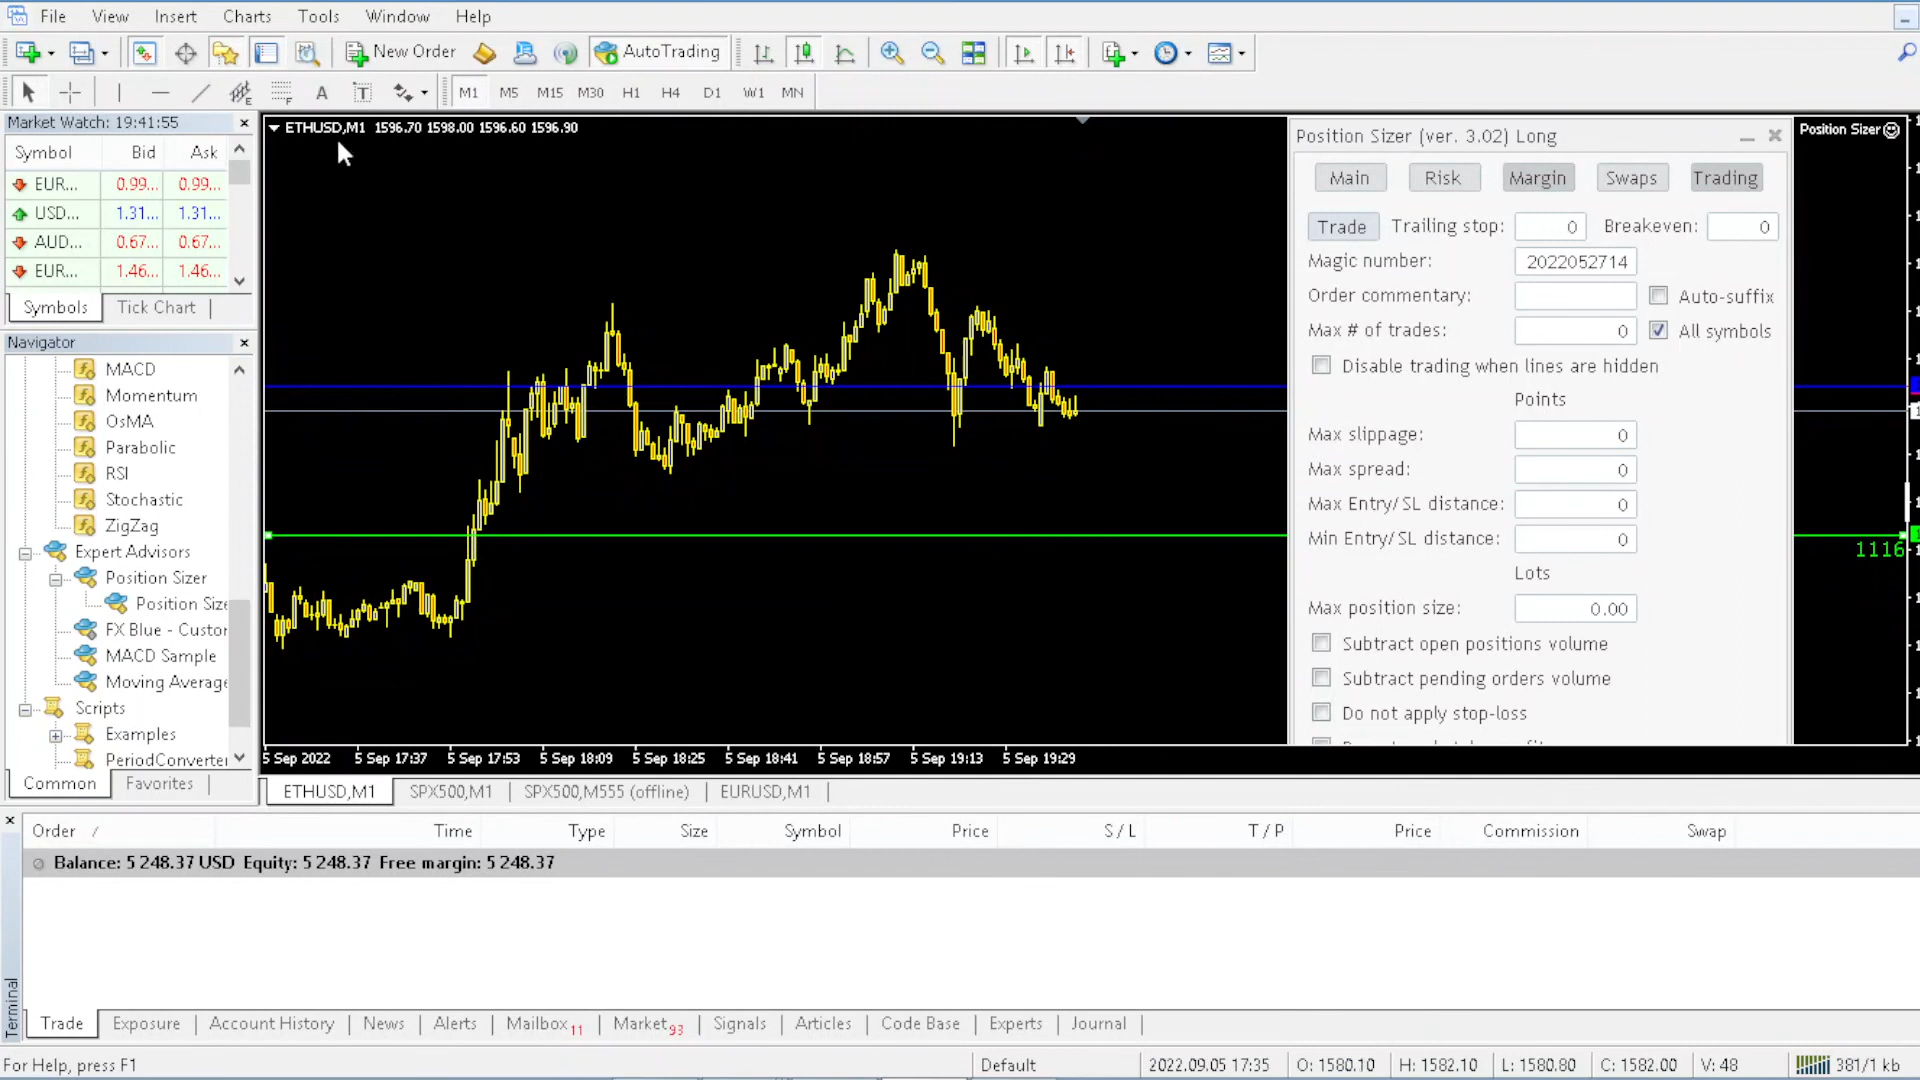 File View Insert Charts Tools Window Help
New Order AutoTrading
A T M1 M5 M15 M30 H1 H4 D1 W1 MN
Market Watch: 19:41:55
Symbol Bid Ask
EUR... 0.99... 0.99...
USD... 1.31... 1.31...
AUD... 0.67... 0.67...
EUR... 1.46... 1.46...
Symbols Tick Chart
Navigator
MACD
Momentum
OsMA
Parabolic
RSI
Stochastic
ZigZag
Expert Advisors
Position Sizer
Position Size
FX Blue - Custor
MACD Sample
Moving Average
Scripts
Examples
PeriodConverter
Common Favorites
ETHUSD,M1 1596.70 1598.00 1596.60 1596.90
Position Sizer
1116
5 Sep 2022 5 Sep 17:37 5 Sep 17:53 5 Sep 18:09 5 Sep 18:25 5 Sep 18:41 5 Sep 18:57 5 Sep 19:13 5 Sep 19:29
Position Sizer (ver. 3.02) Long
Main Risk Margin Swaps Trading
Trade Trailing stop: 0 Breakeven: 0
Magic number: 2022052714
Order commentary: Auto-suffix
Max # of trades: 0 All symbols
Disable trading when lines are hidden
Points
Max slippage: 0
Max spread: 0
Max Entry/SL distance: 0
Min Entry/SL distance: 0
Lots
Max position size: 0.00
Subtract open positions volume
Subtract pending orders volume
Do not apply stop-loss
ETHUSD,M1 SPX500,M1 SPX500,M555 (offline) EURUSD,M1
Order / Time Type Size Symbol Price S / L T / P Price Commission Swap
Balance: 5 248.37 USD Equity: 5 248.37 Free margin: 5 248.37
Terminal
Trade Exposure Account History News Alerts Mailbox 11 Market 93 Signals Articles Code Base Experts Journal
For Help, press F1 Default 2022.09.05 17:35 O: 1580.10 H: 1582.10 L: 1580.80 C: 1582.00 V: 48 381/1 kb